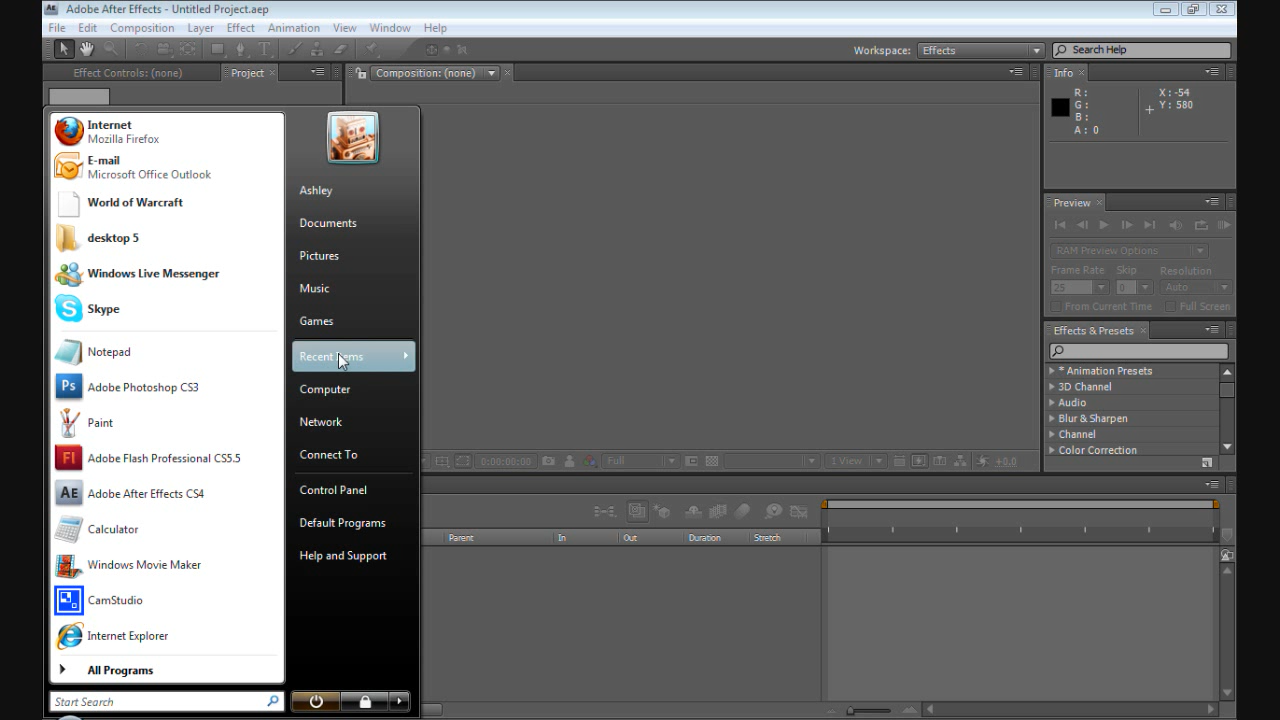 Adobe After Effects - Untitled Project.aep
File Edit Composition Layer Effect Animation View Window Help
Workspace: Effects Search Help
Effect Controls: (none) Project Composition: (none) Info
R: X: -54
G: Y: 580
B:
A: 0
Internet
Mozilla Firefox
E-mail
Microsoft Office Outlook
World of Warcraft
desktop 5
Windows Live Messenger
Skype
Notepad
Ps Adobe Photoshop CS3
Paint
Fl Adobe Flash Professional CS5.5
AE Adobe After Effects CS4
Calculator
Windows Movie Maker
CamStudio
Internet Explorer
All Programs
Start Search
Ashley
Documents
Pictures
Music
Games
Recent Items
Computer
Network
Connect To
Control Panel
Default Programs
Help and Support
Preview
RAM Preview Options
Frame Rate Skip Resolution
25 0 Auto
From Current Time Full Screen
Effects & Presets
* Animation Presets
3D Channel
Audio
Blur & Sharpen
Channel
Color Correction
0:00:00:00 Full 1 View +0.0
Parent In Out Duration Stretch